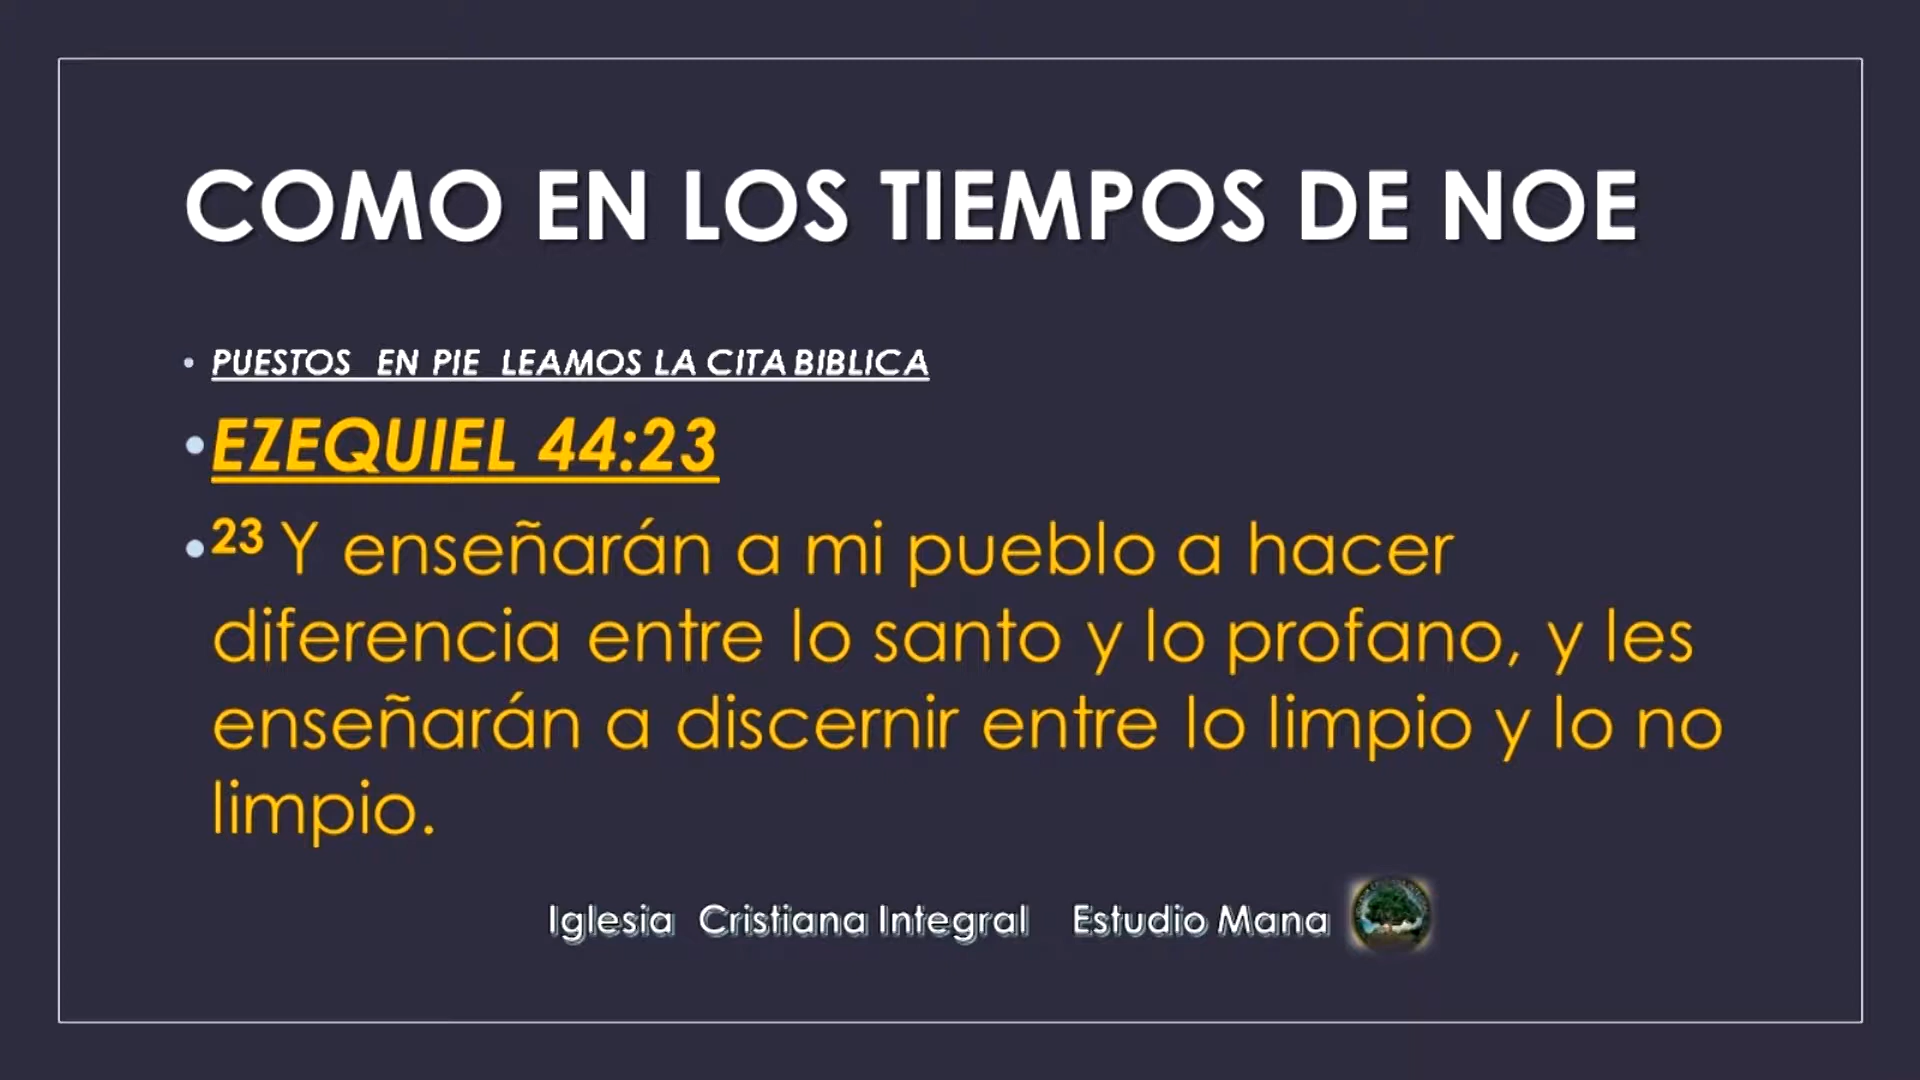 COMO EN LOS TIEMPOS DE NOE
• PUESTOS EN PIE LEAMOS LA CITA BIBLICA
• EZEQUIEL 44:23
• 23 Y enseñarán a mi pueblo a hacer
diferencia entre lo santo y lo profano, y les
enseñarán a discernir entre lo limpio y lo no
limpio.
Iglesia Cristiana Integral Estudio Mana